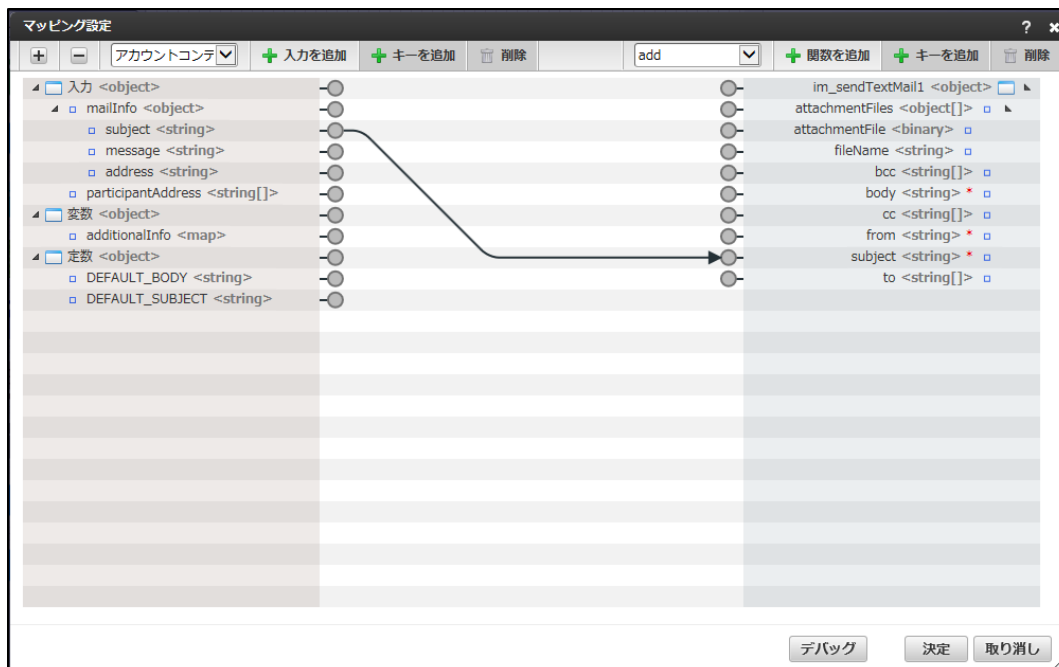 マッピング設定 ? ×
アカウントコンテ 入力を追加 キーを追加 削除 add 関数を追加 キーを追加 削除
入力 <object> im_sendTextMail1 <object>
mailInfo <object> attachmentFiles <object[]>
subject <string> attachmentFile <binary>
message <string> fileName <string>
address <string> bcc <string[]>
participantAddress <string[]> body <string> *
変数 <object> cc <string[]>
additionalInfo <map> from <string> *
定数 <object> subject <string> *
DEFAULT_BODY <string> to <string[]>
DEFAULT_SUBJECT <string>
デバッグ 決定 取り消し